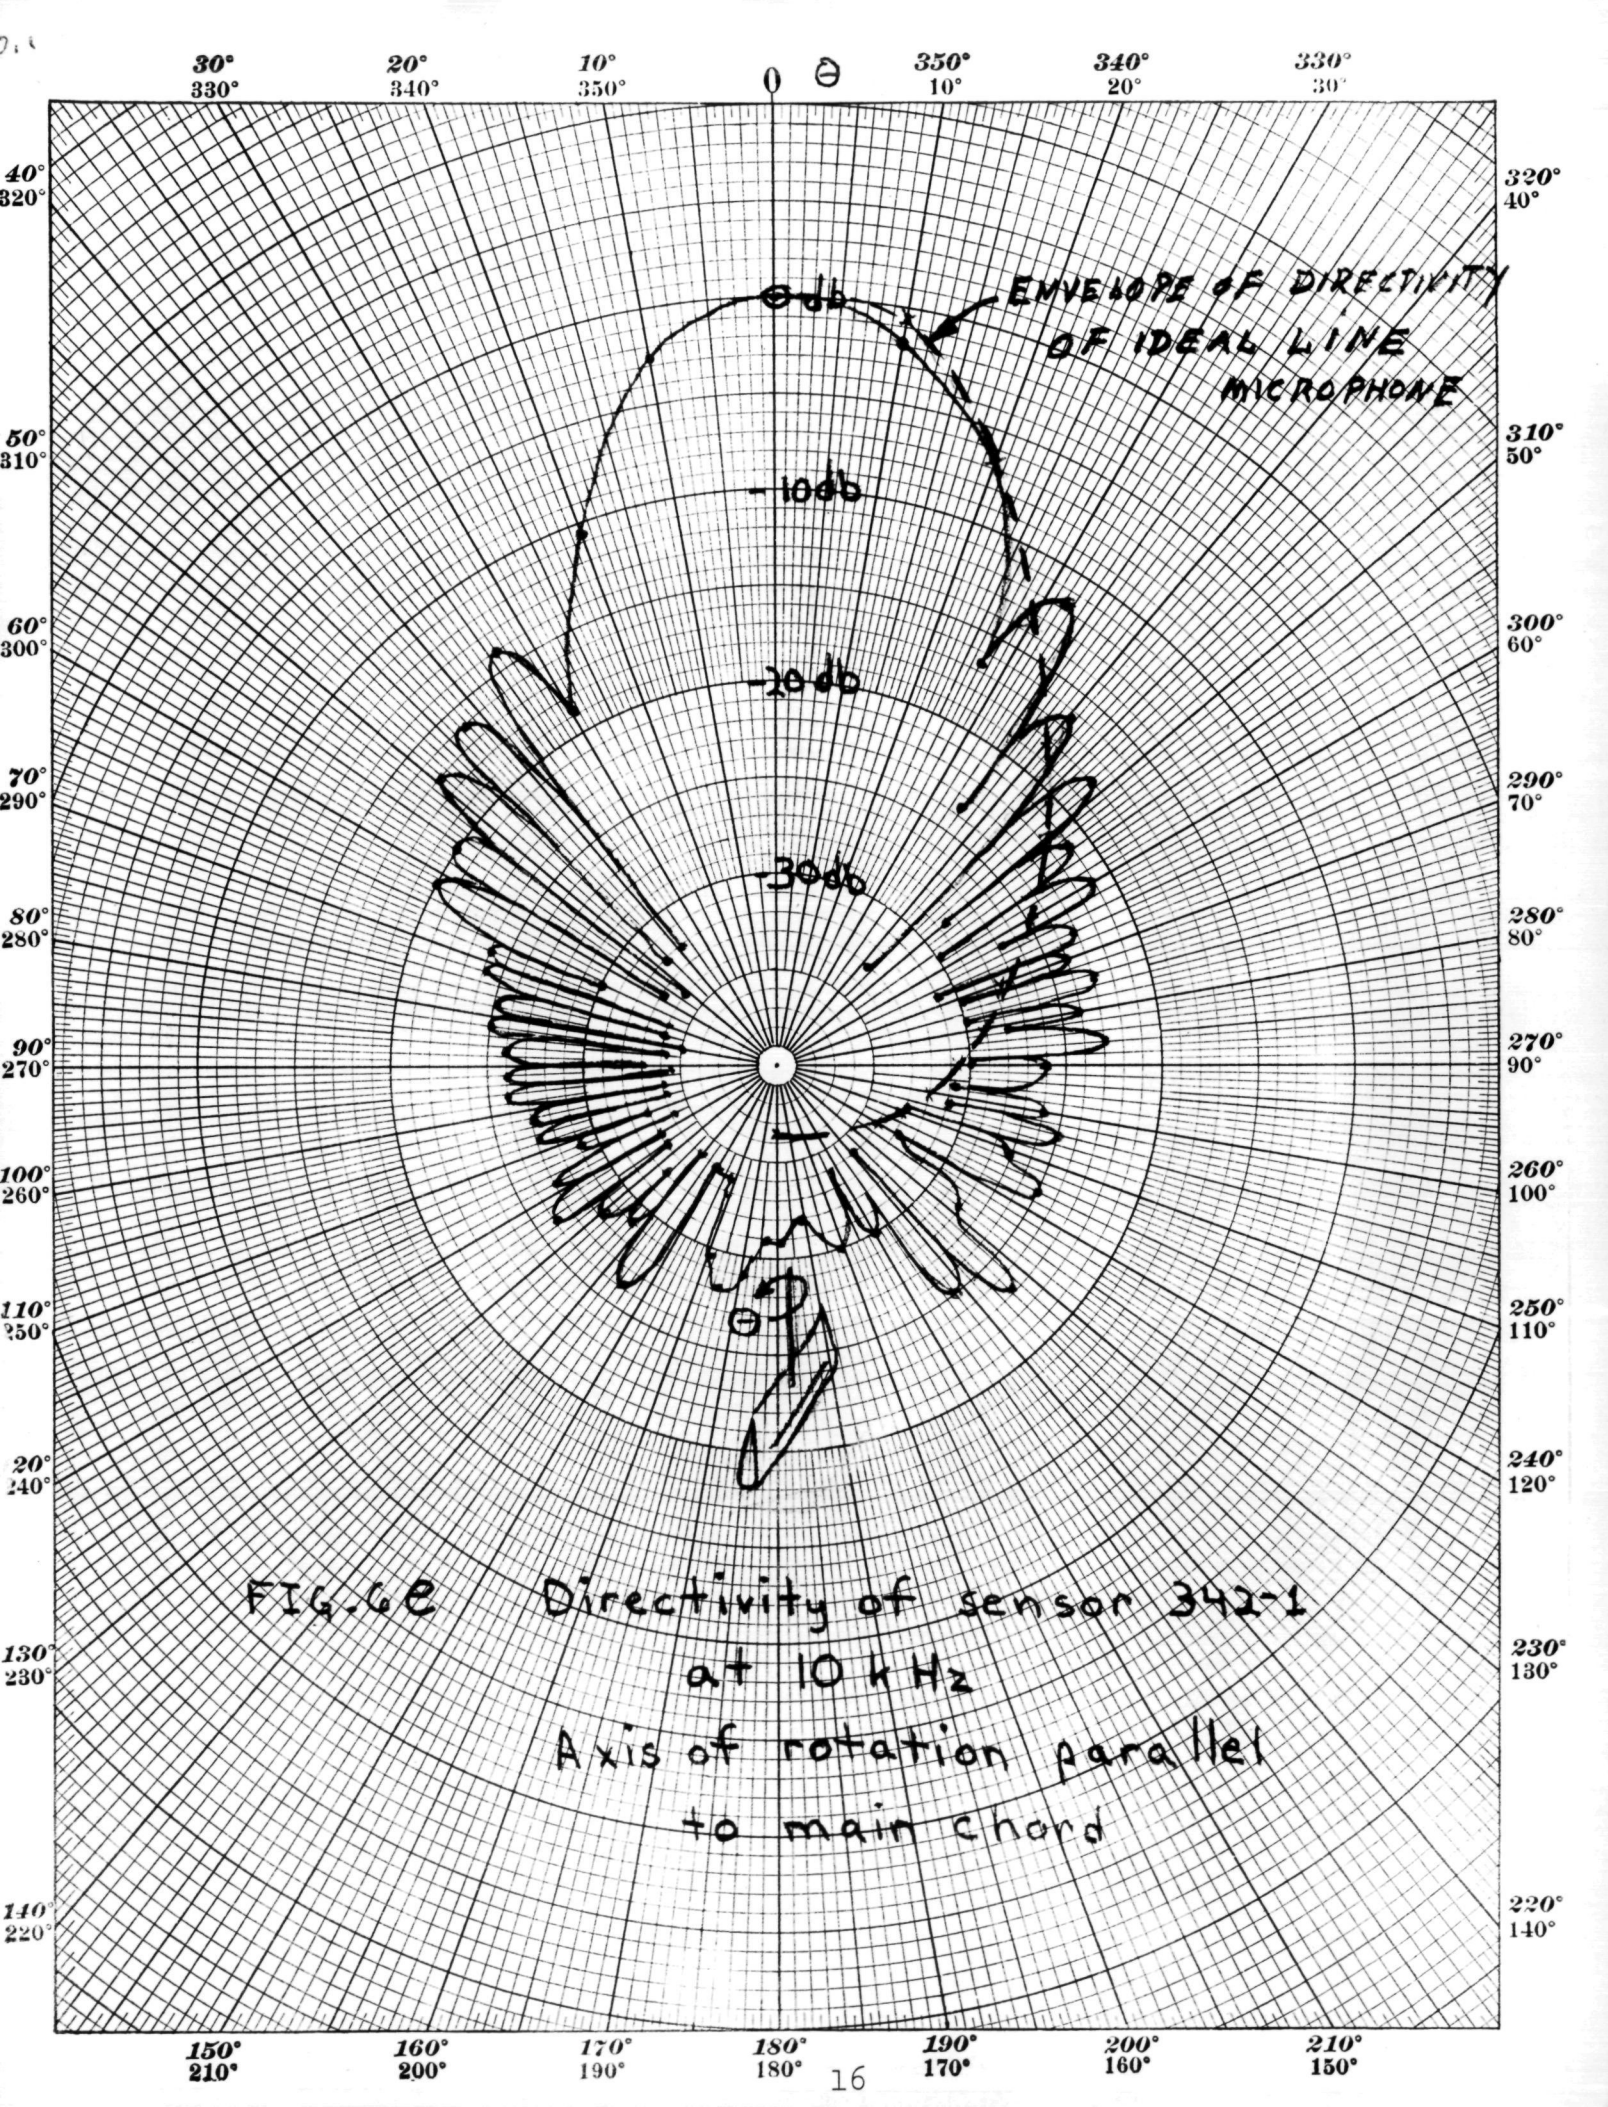 30° 20° 10° 0 Θ 350° 340° 330°
330° 340° 350° 10° 20° 30°
40° 320°
320° 40°
Θ db
ENVELOPE OF DIRECTIVITY
OF IDEAL LINE
MICROPHONE
50° 310°
310° 50°
-10db
60° 300°
300° 60°
-20db
70° 290°
290° 70°
-30db
80° 280°
280° 80°
90° 270°
270° 90°
100° 260°
260° 100°
110° 250°
250° 110°
Θ
20° 240°
240° 120°
FIG.6e Directivity of sensor 342-1
at 10 kHz
130° 230°
230° 130°
Axis of rotation parallel
to main chord
140° 220°
220° 140°
150° 160° 170° 180° 190° 200° 210°
210° 200° 190° 180° 170° 160° 150°
16